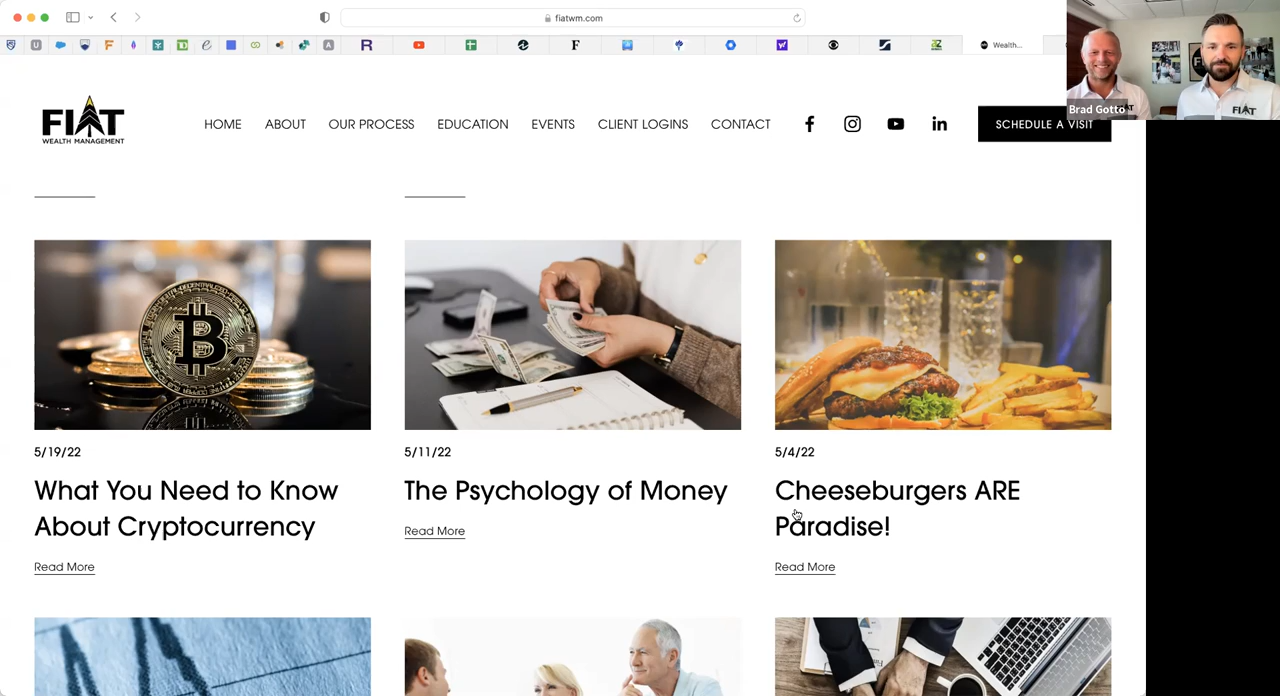 fiatwm.com
Wealth...
FIAT
WEALTH MANAGEMENT
HOME
ABOUT
OUR PROCESS
EDUCATION
EVENTS
CLIENT LOGINS
CONTACT
SCHEDULE A VISIT
Brad Gotto
FIAT
5/19/22
What You Need to Know
About Cryptocurrency
Read More
5/11/22
The Psychology of Money
Read More
5/4/22
Cheeseburgers ARE
Paradise!
Read More